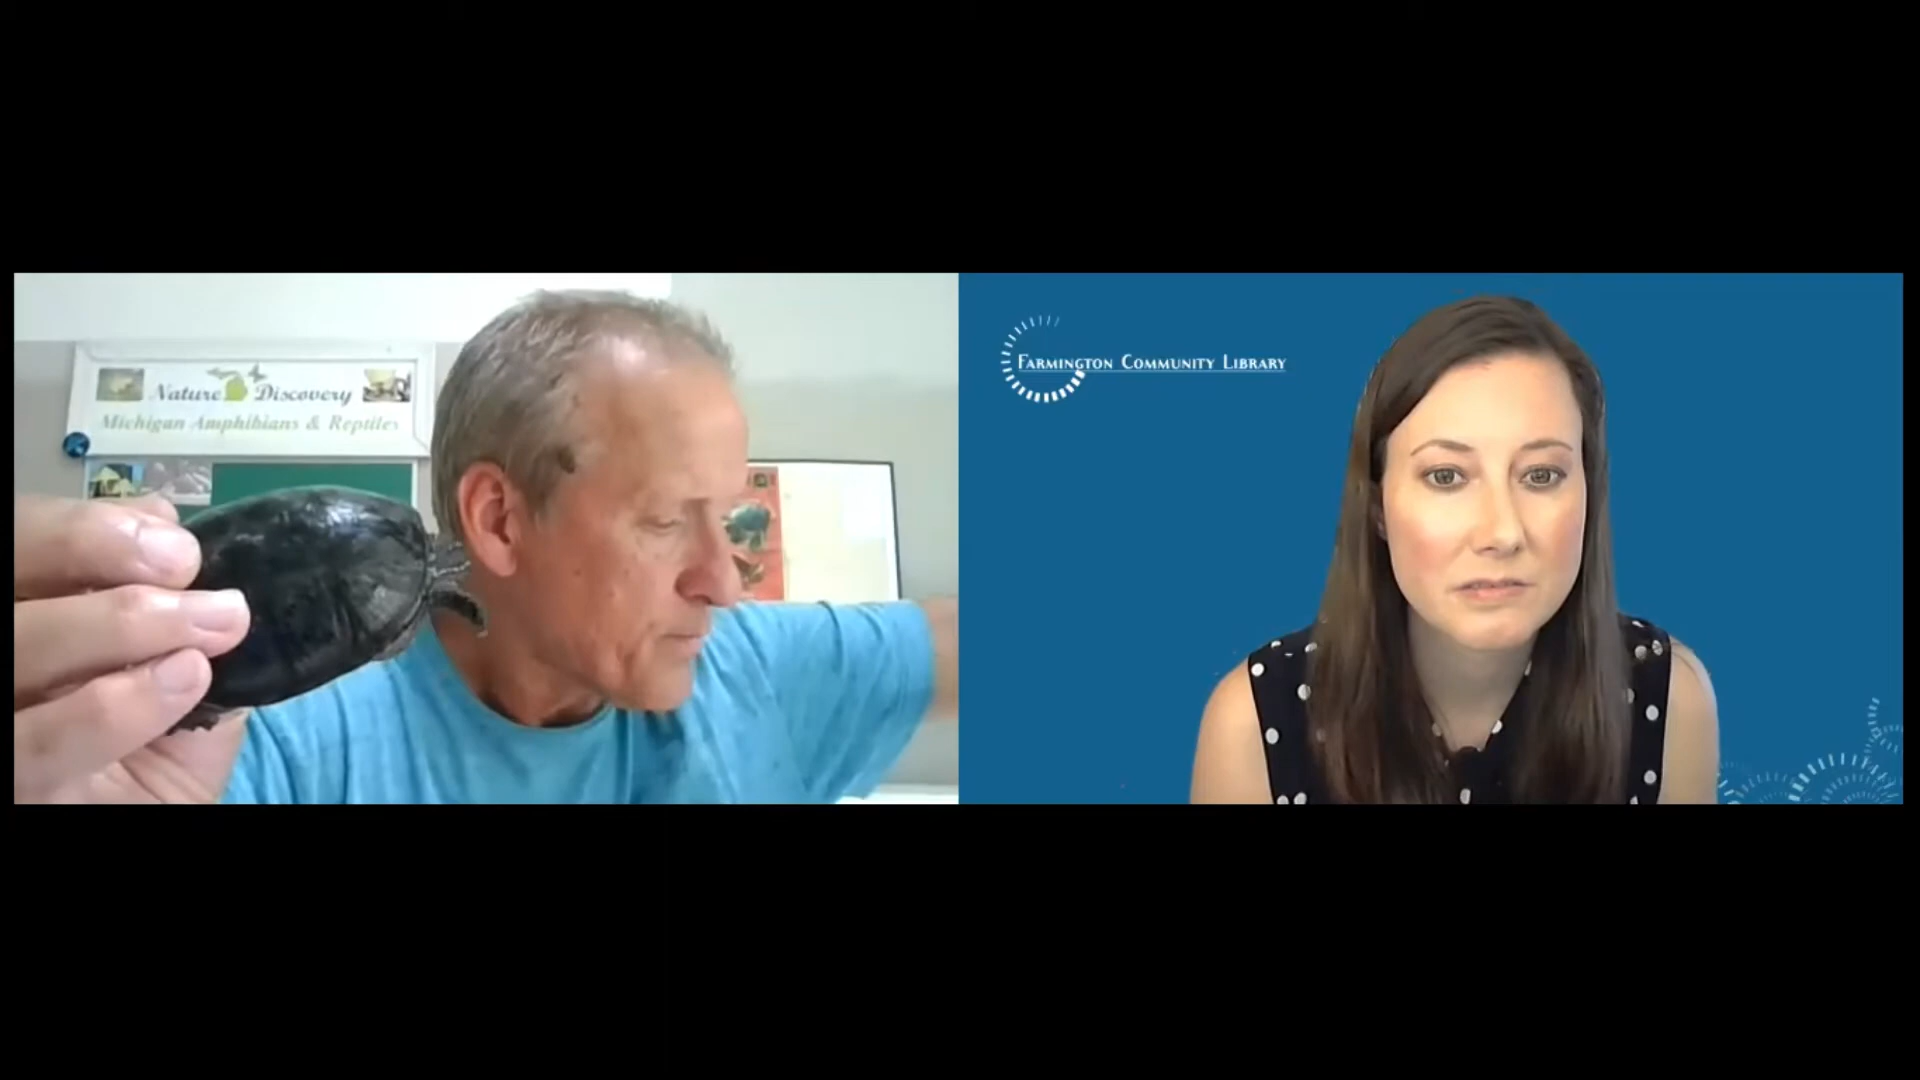 Nature Discovery
Michigan Amphibians & Reptiles
Farmington Community Library